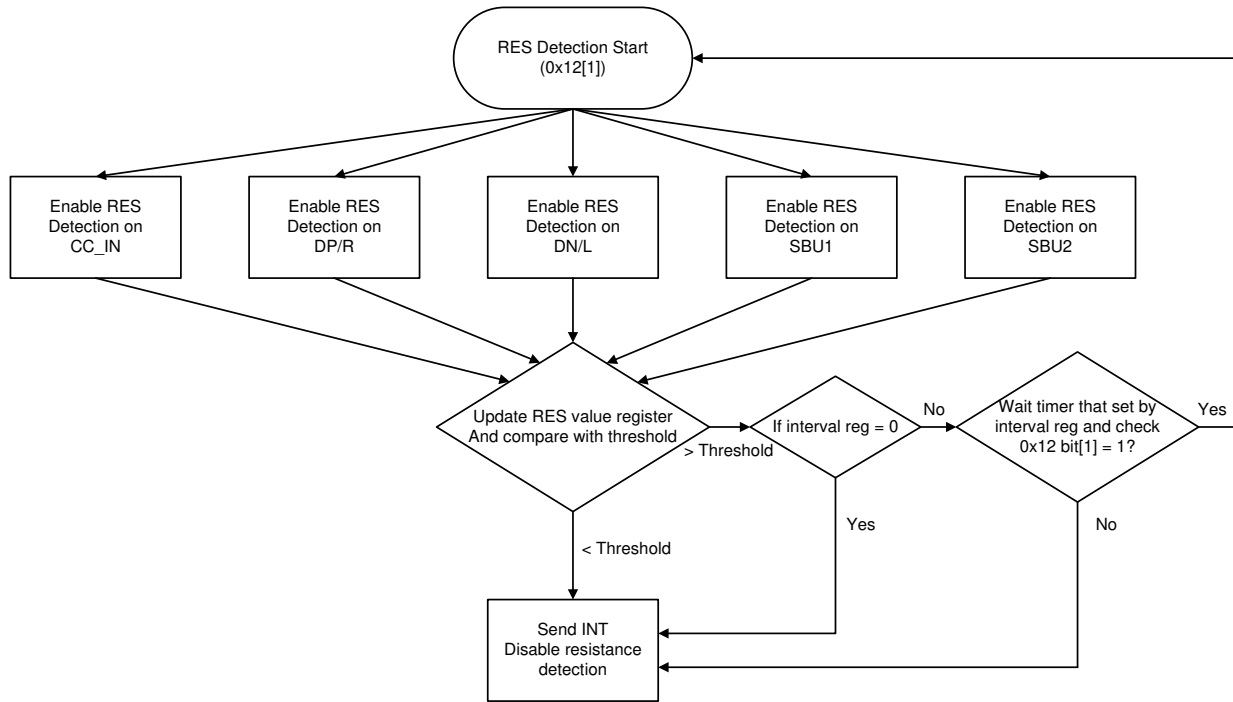 RES Detection Start
(0x12[1])
Enable RES
Detection on
CC_IN
Enable RES
Detection on
DP/R
Enable RES
Detection on
DN/L
Enable RES
Detection on
SBU1
Enable RES
Detection on
SBU2
Update RES value register
And compare with threshold
> Threshold
If interval reg = 0
No
Wait timer that set by
interval reg and check
0x12 bit[1] = 1?
Yes
Yes
No
< Threshold
Send INT
Disable resistance
detection